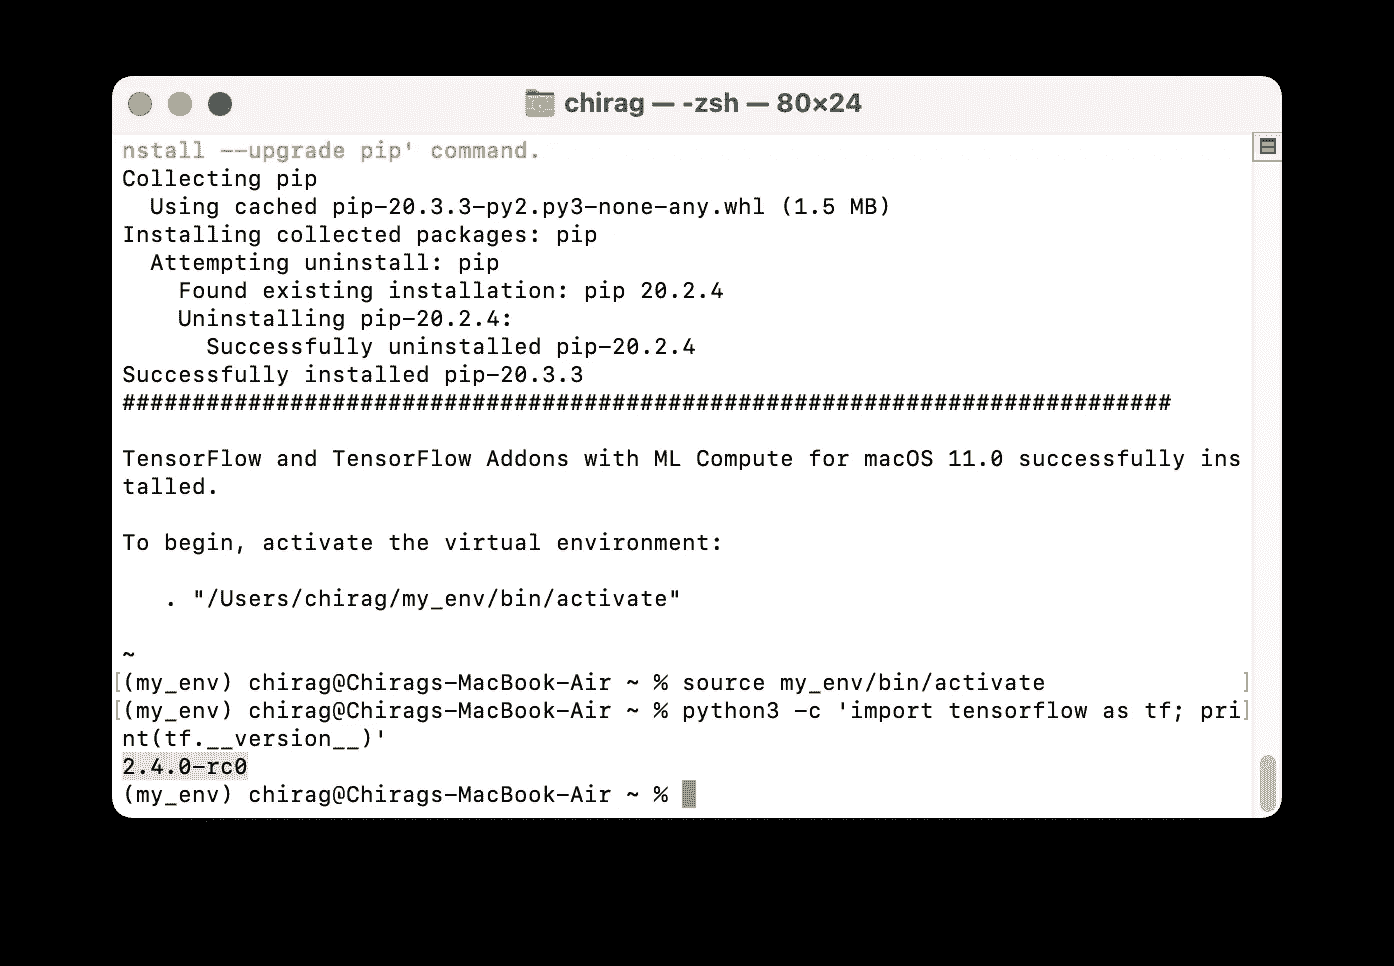 chirag — -zsh — 80×24
nstall --upgrade pip' command.
Collecting pip
  Using cached pip-20.3.3-py2.py3-none-any.whl (1.5 MB)
Installing collected packages: pip
  Attempting uninstall: pip
    Found existing installation: pip 20.2.4
    Uninstalling pip-20.2.4:
      Successfully uninstalled pip-20.2.4
Successfully installed pip-20.3.3
###########################################################################
TensorFlow and TensorFlow Addons with ML Compute for macOS 11.0 successfully ins
talled.
To begin, activate the virtual environment:
   . "/Users/chirag/my_env/bin/activate"
~
[(my_env) chirag@Chirags-MacBook-Air ~ % source my_env/bin/activate ]
[(my_env) chirag@Chirags-MacBook-Air ~ % python3 -c 'import tensorflow as tf; pri]
nt(tf.__version__)'
2.4.0-rc0
(my_env) chirag@Chirags-MacBook-Air ~ %